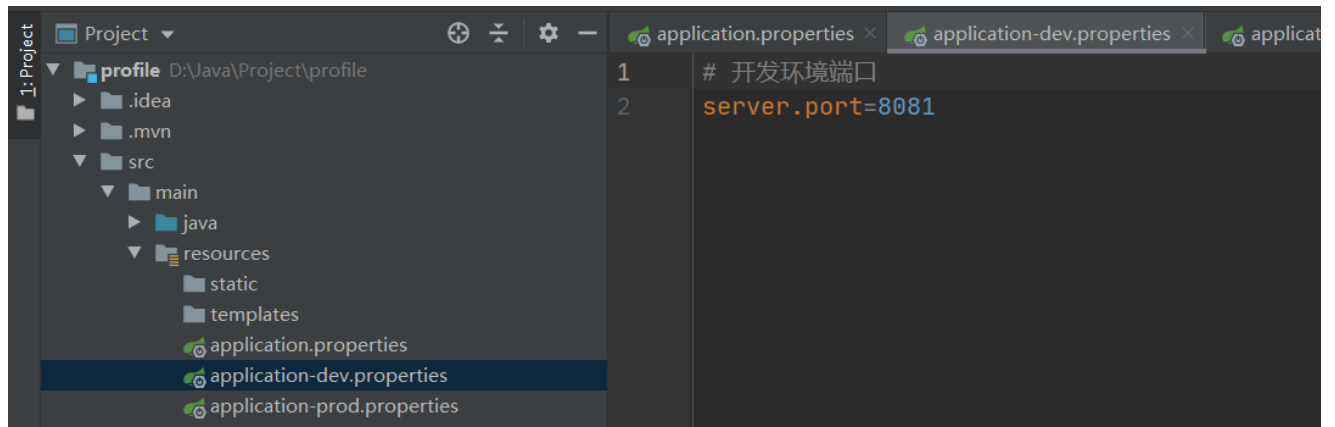 1: Project
Project
profile D:\Java\Project\profile
.idea
.mvn
src
main
java
resources
static
templates
application.properties
application-dev.properties
application-prod.properties
application.properties
application-dev.properties
applicat
1 # 开发环境端口
2 server.port=8081